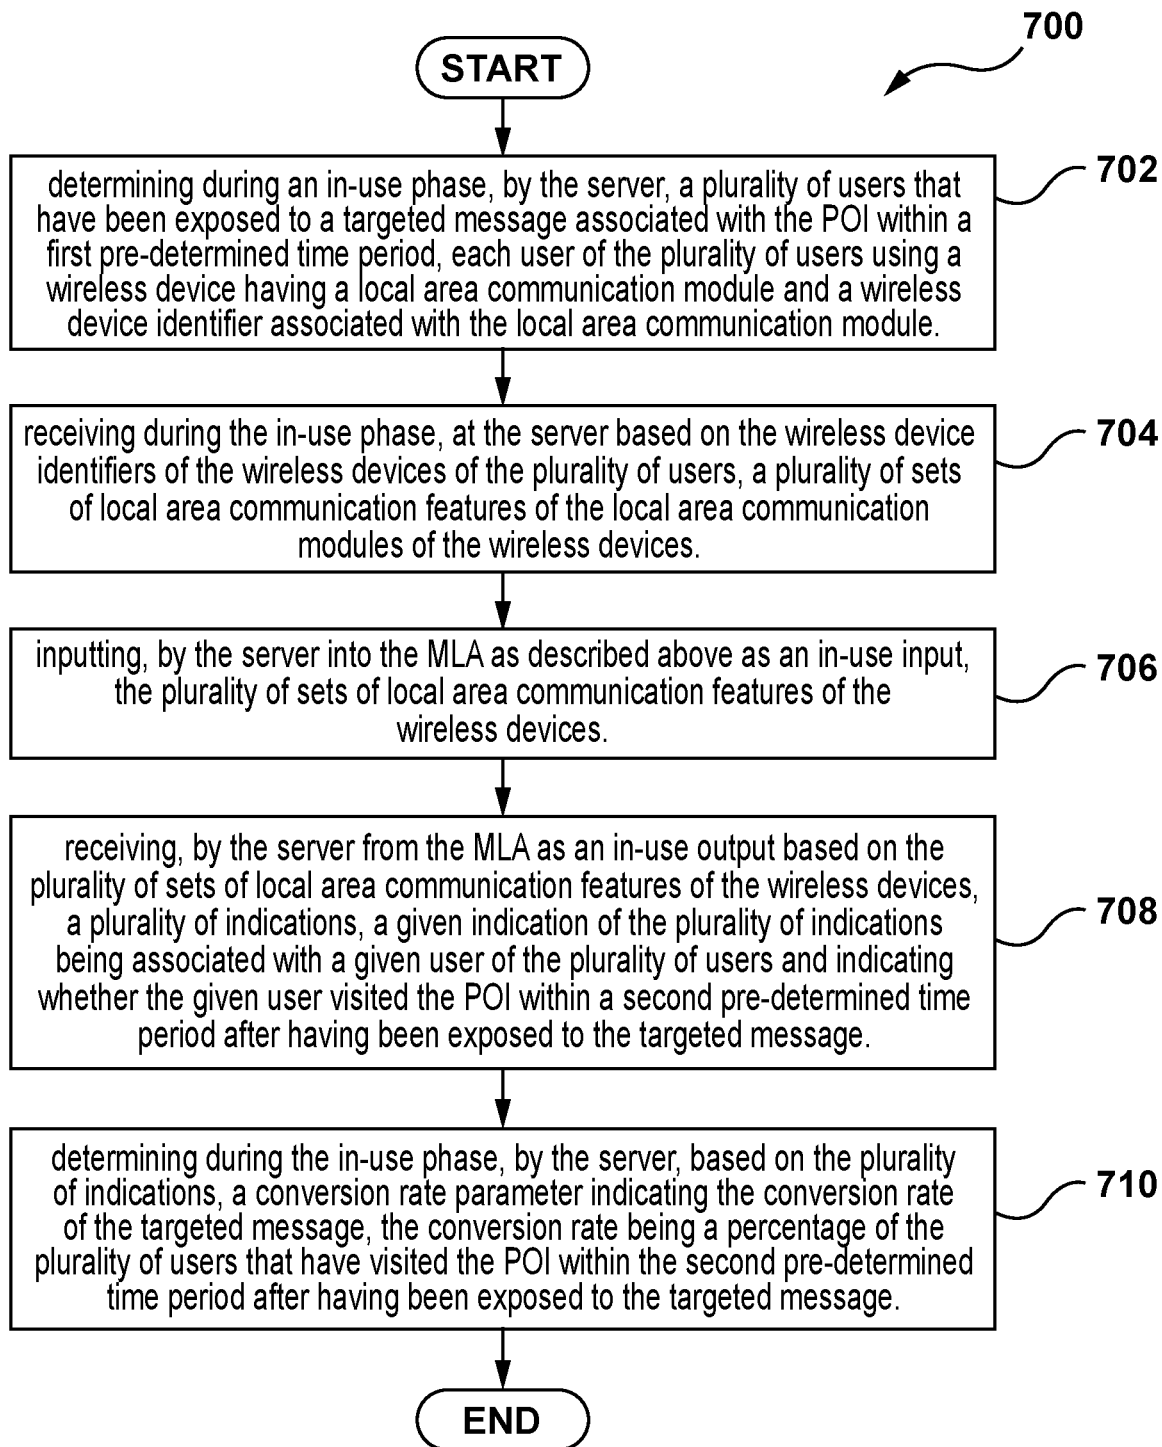 700
START
702
determining during an in-use phase, by the server, a plurality of users that
have been exposed to a targeted message associated with the POI within a
first pre-determined time period, each user of the plurality of users using a
wireless device having a local area communication module and a wireless
device identifier associated with the local area communication module.
704
receiving during the in-use phase, at the server based on the wireless device
identifiers of the wireless devices of the plurality of users, a plurality of sets
of local area communication features of the local area communication
modules of the wireless devices.
706
inputting, by the server into the MLA as described above as an in-use input,
the plurality of sets of local area communication features of the
wireless devices.
708
receiving, by the server from the MLA as an in-use output based on the
plurality of sets of local area communication features of the wireless devices,
a plurality of indications, a given indication of the plurality of indications
being associated with a given user of the plurality of users and indicating
whether the given user visited the POI within a second pre-determined time
period after having been exposed to the targeted message.
710
determining during the in-use phase, by the server, based on the plurality
of indications, a conversion rate parameter indicating the conversion rate
of the targeted message, the conversion rate being a percentage of the
plurality of users that have visited the POI within the second pre-determined
time period after having been exposed to the targeted message.
END